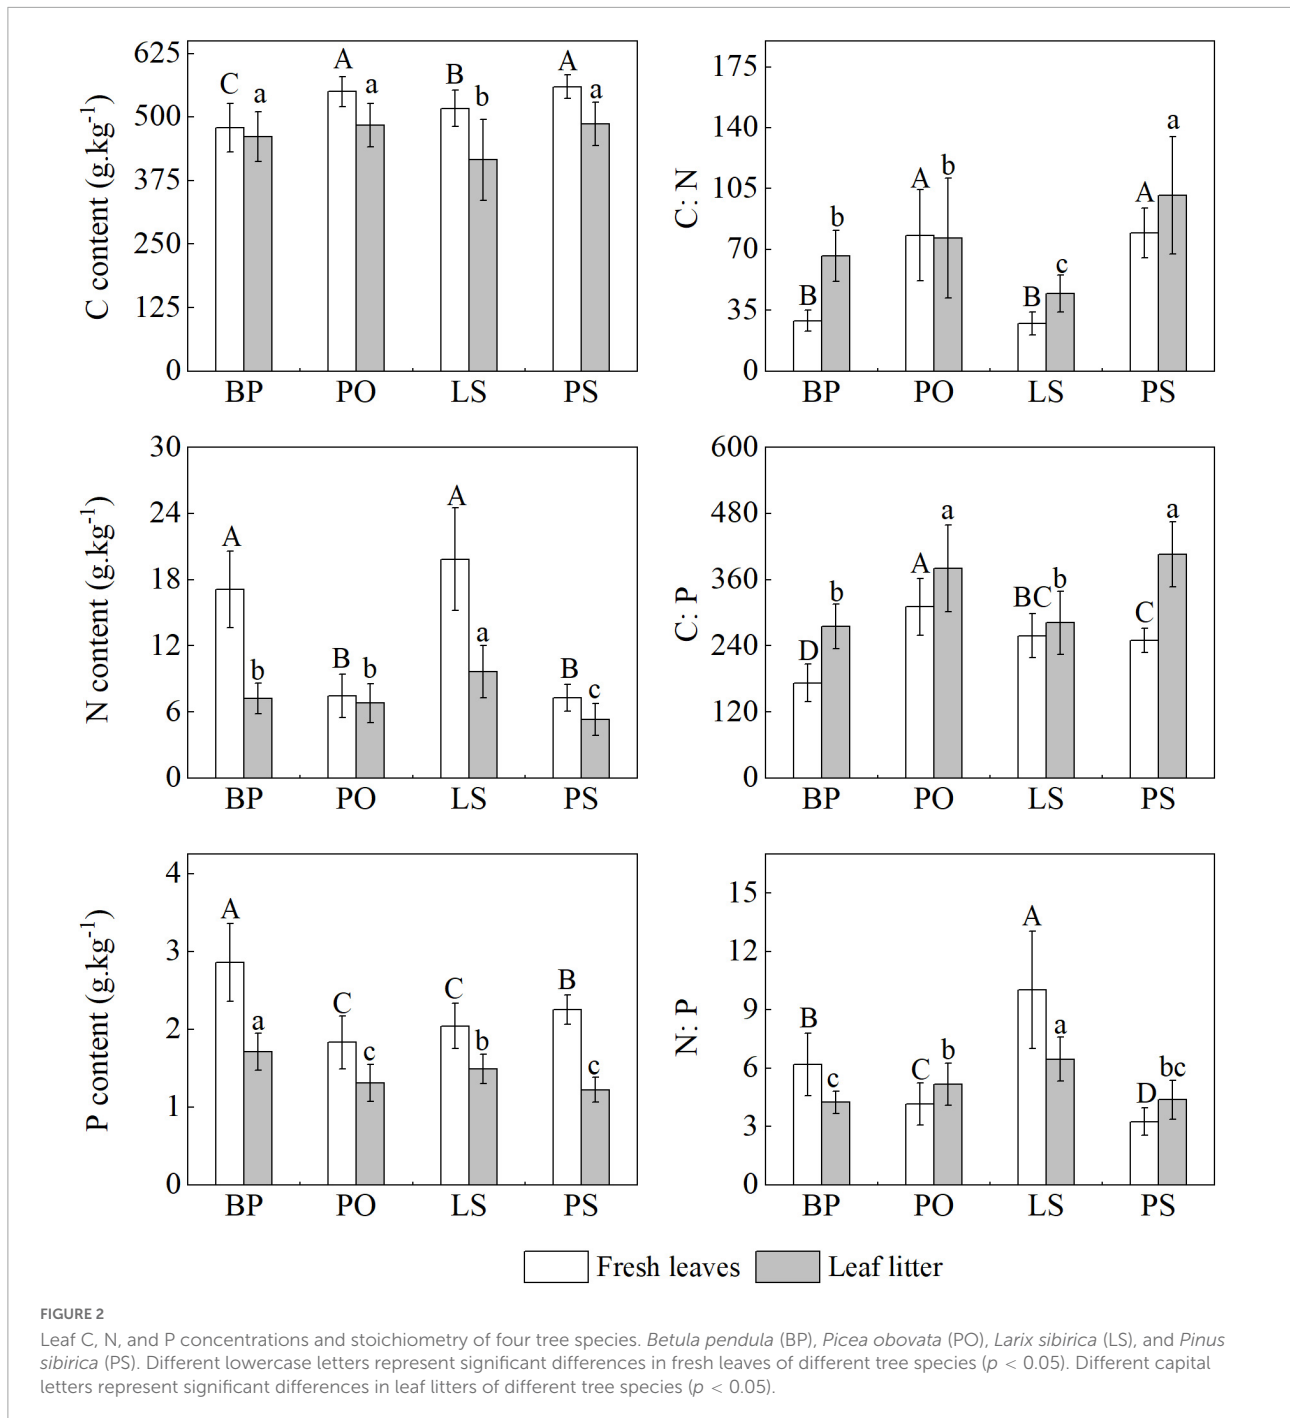 C content (g.kg-1)
625
500
375
250
125
0
C
a
A
a
B
b
A
a
BP
PO
LS
PS
C: N
175
140
105
70
35
0
B
b
A
b
B
c
A
a
BP
PO
LS
PS
N content (g.kg-1)
30
24
18
12
6
0
A
b
B
b
A
a
B
c
BP
PO
LS
PS
C: P
600
480
360
240
120
0
D
b
A
a
BC
b
C
a
BP
PO
LS
PS
P content (g.kg-1)
4
3
2
1
0
A
a
C
c
C
b
B
c
BP
PO
LS
PS
N: P
15
12
9
6
3
0
B
c
C
b
A
a
D
bc
BP
PO
LS
PS
Fresh leaves
Leaf litter
FIGURE 2
Leaf C, N, and P concentrations and stoichiometry of four tree species. Betula pendula (BP), Picea obovata (PO), Larix sibirica (LS), and Pinus
sibirica (PS). Different lowercase letters represent significant differences in fresh leaves of different tree species (p < 0.05). Different capital
letters represent significant differences in leaf litters of different tree species (p < 0.05).